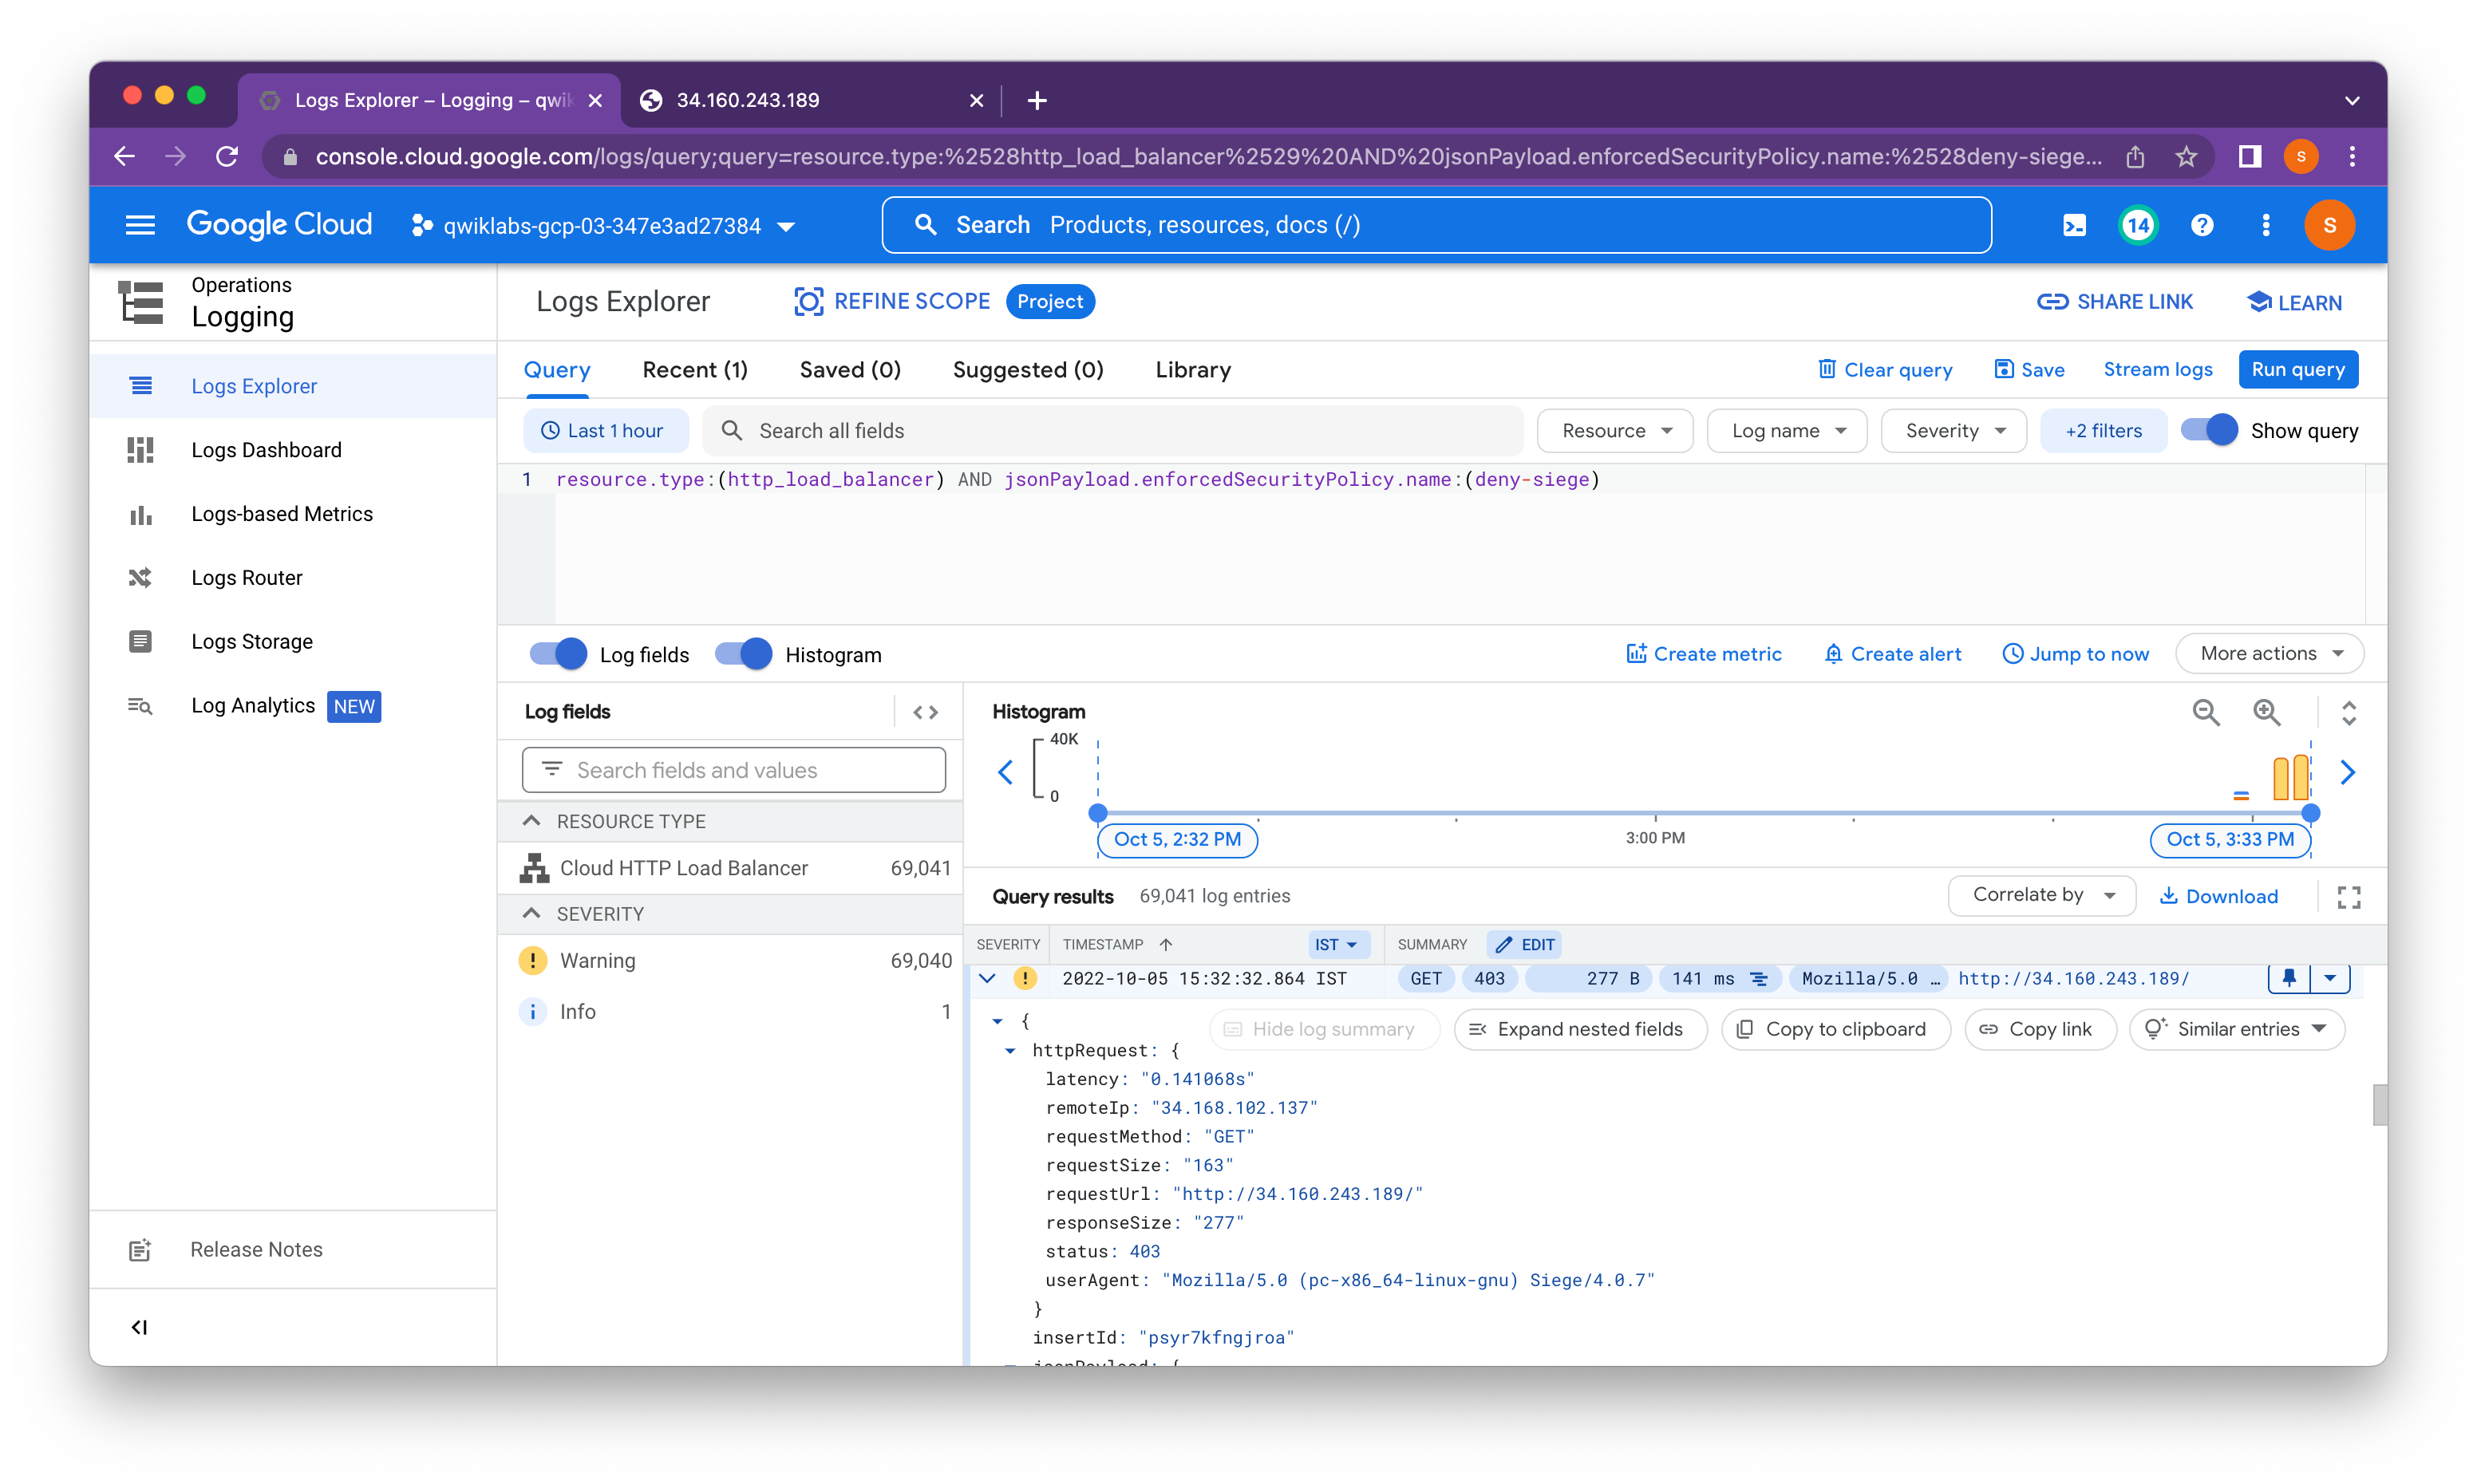 Logs Explorer – Logging – qwik
34.160.243.189
console.cloud.google.com/logs/query;query=resource.type:%2528http_load_balancer%2529%20AND%20jsonPayload.enforcedSecurityPolicy.name:%2528deny-siege...
S
Google Cloud
qwiklabs-gcp-03-347e3ad27384
Search Products, resources, docs (/)
14
S
Operations
Logging
Logs Explorer
REFINE SCOPE
Project
SHARE LINK
LEARN
Logs Explorer
Logs Dashboard
Logs-based Metrics
Logs Router
Logs Storage
Log Analytics NEW
Release Notes
Query
Recent (1)
Saved (0)
Suggested (0)
Library
Clear query
Save
Stream logs
Run query
Last 1 hour
Search all fields
Resource
Log name
Severity
+2 filters
Show query
1 resource.type:(http_load_balancer) AND jsonPayload.enforcedSecurityPolicy.name:(deny-siege)
Log fields
Histogram
Create metric
Create alert
Jump to now
More actions
Log fields
Search fields and values
RESOURCE TYPE
Cloud HTTP Load Balancer 69,041
SEVERITY
Warning 69,040
Info 1
Histogram
40K
0
Oct 5, 2:32 PM
3:00 PM
Oct 5, 3:33 PM
Query results 69,041 log entries
Correlate by
Download
SEVERITY TIMESTAMP IST SUMMARY EDIT
2022-10-05 15:32:32.864 IST GET 403 277 B 141 ms Mozilla/5.0 … http://34.160.243.189/
{
Hide log summary
Expand nested fields
Copy to clipboard
Copy link
Similar entries
httpRequest: {
latency: "0.141068s"
remoteIp: "34.168.102.137"
requestMethod: "GET"
requestSize: "163"
requestUrl: "http://34.160.243.189/"
responseSize: "277"
status: 403
userAgent: "Mozilla/5.0 (pc-x86_64-linux-gnu) Siege/4.0.7"
}
insertId: "psyr7kfngjroa"
jsonPayload: {